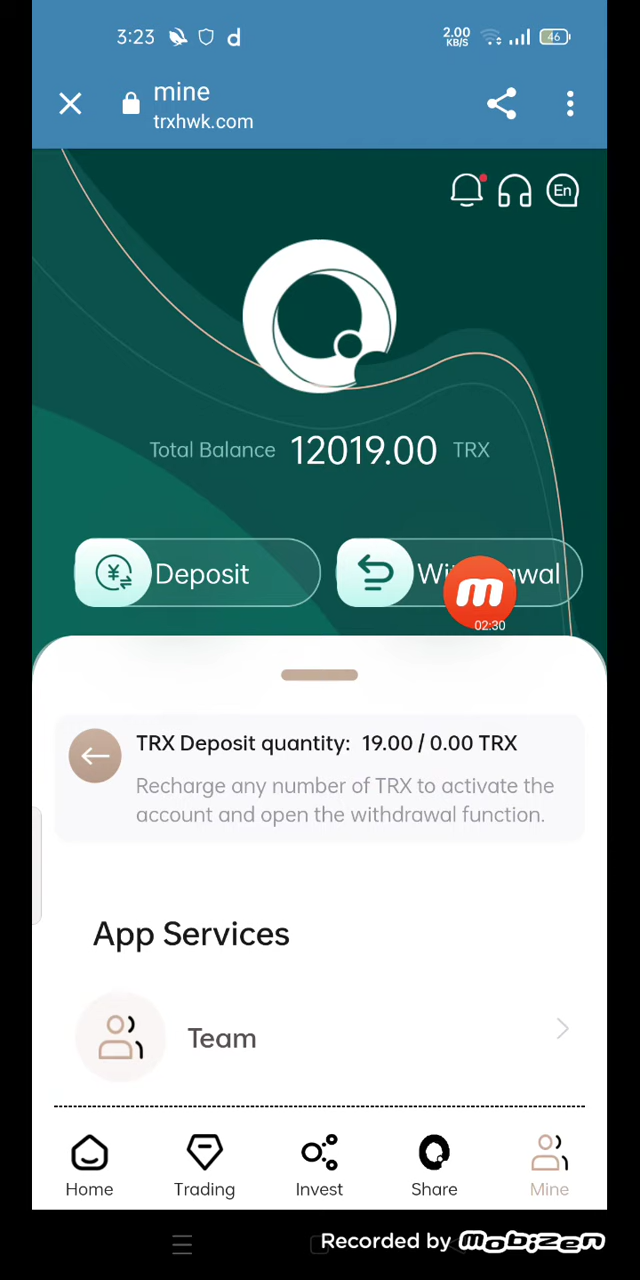 3:23 d 2.00 KB/S 46
mine
trxhwk.com
En
Total Balance 12019.00 TRX
Deposit
m
02:30
TRX Deposit quantity: 19.00 / 0.00 TRX
Recharge any number of TRX to activate the
account and open the withdrawal function.
App Services
Team
Home Trading Invest Share Mine
Recorded by mobizen